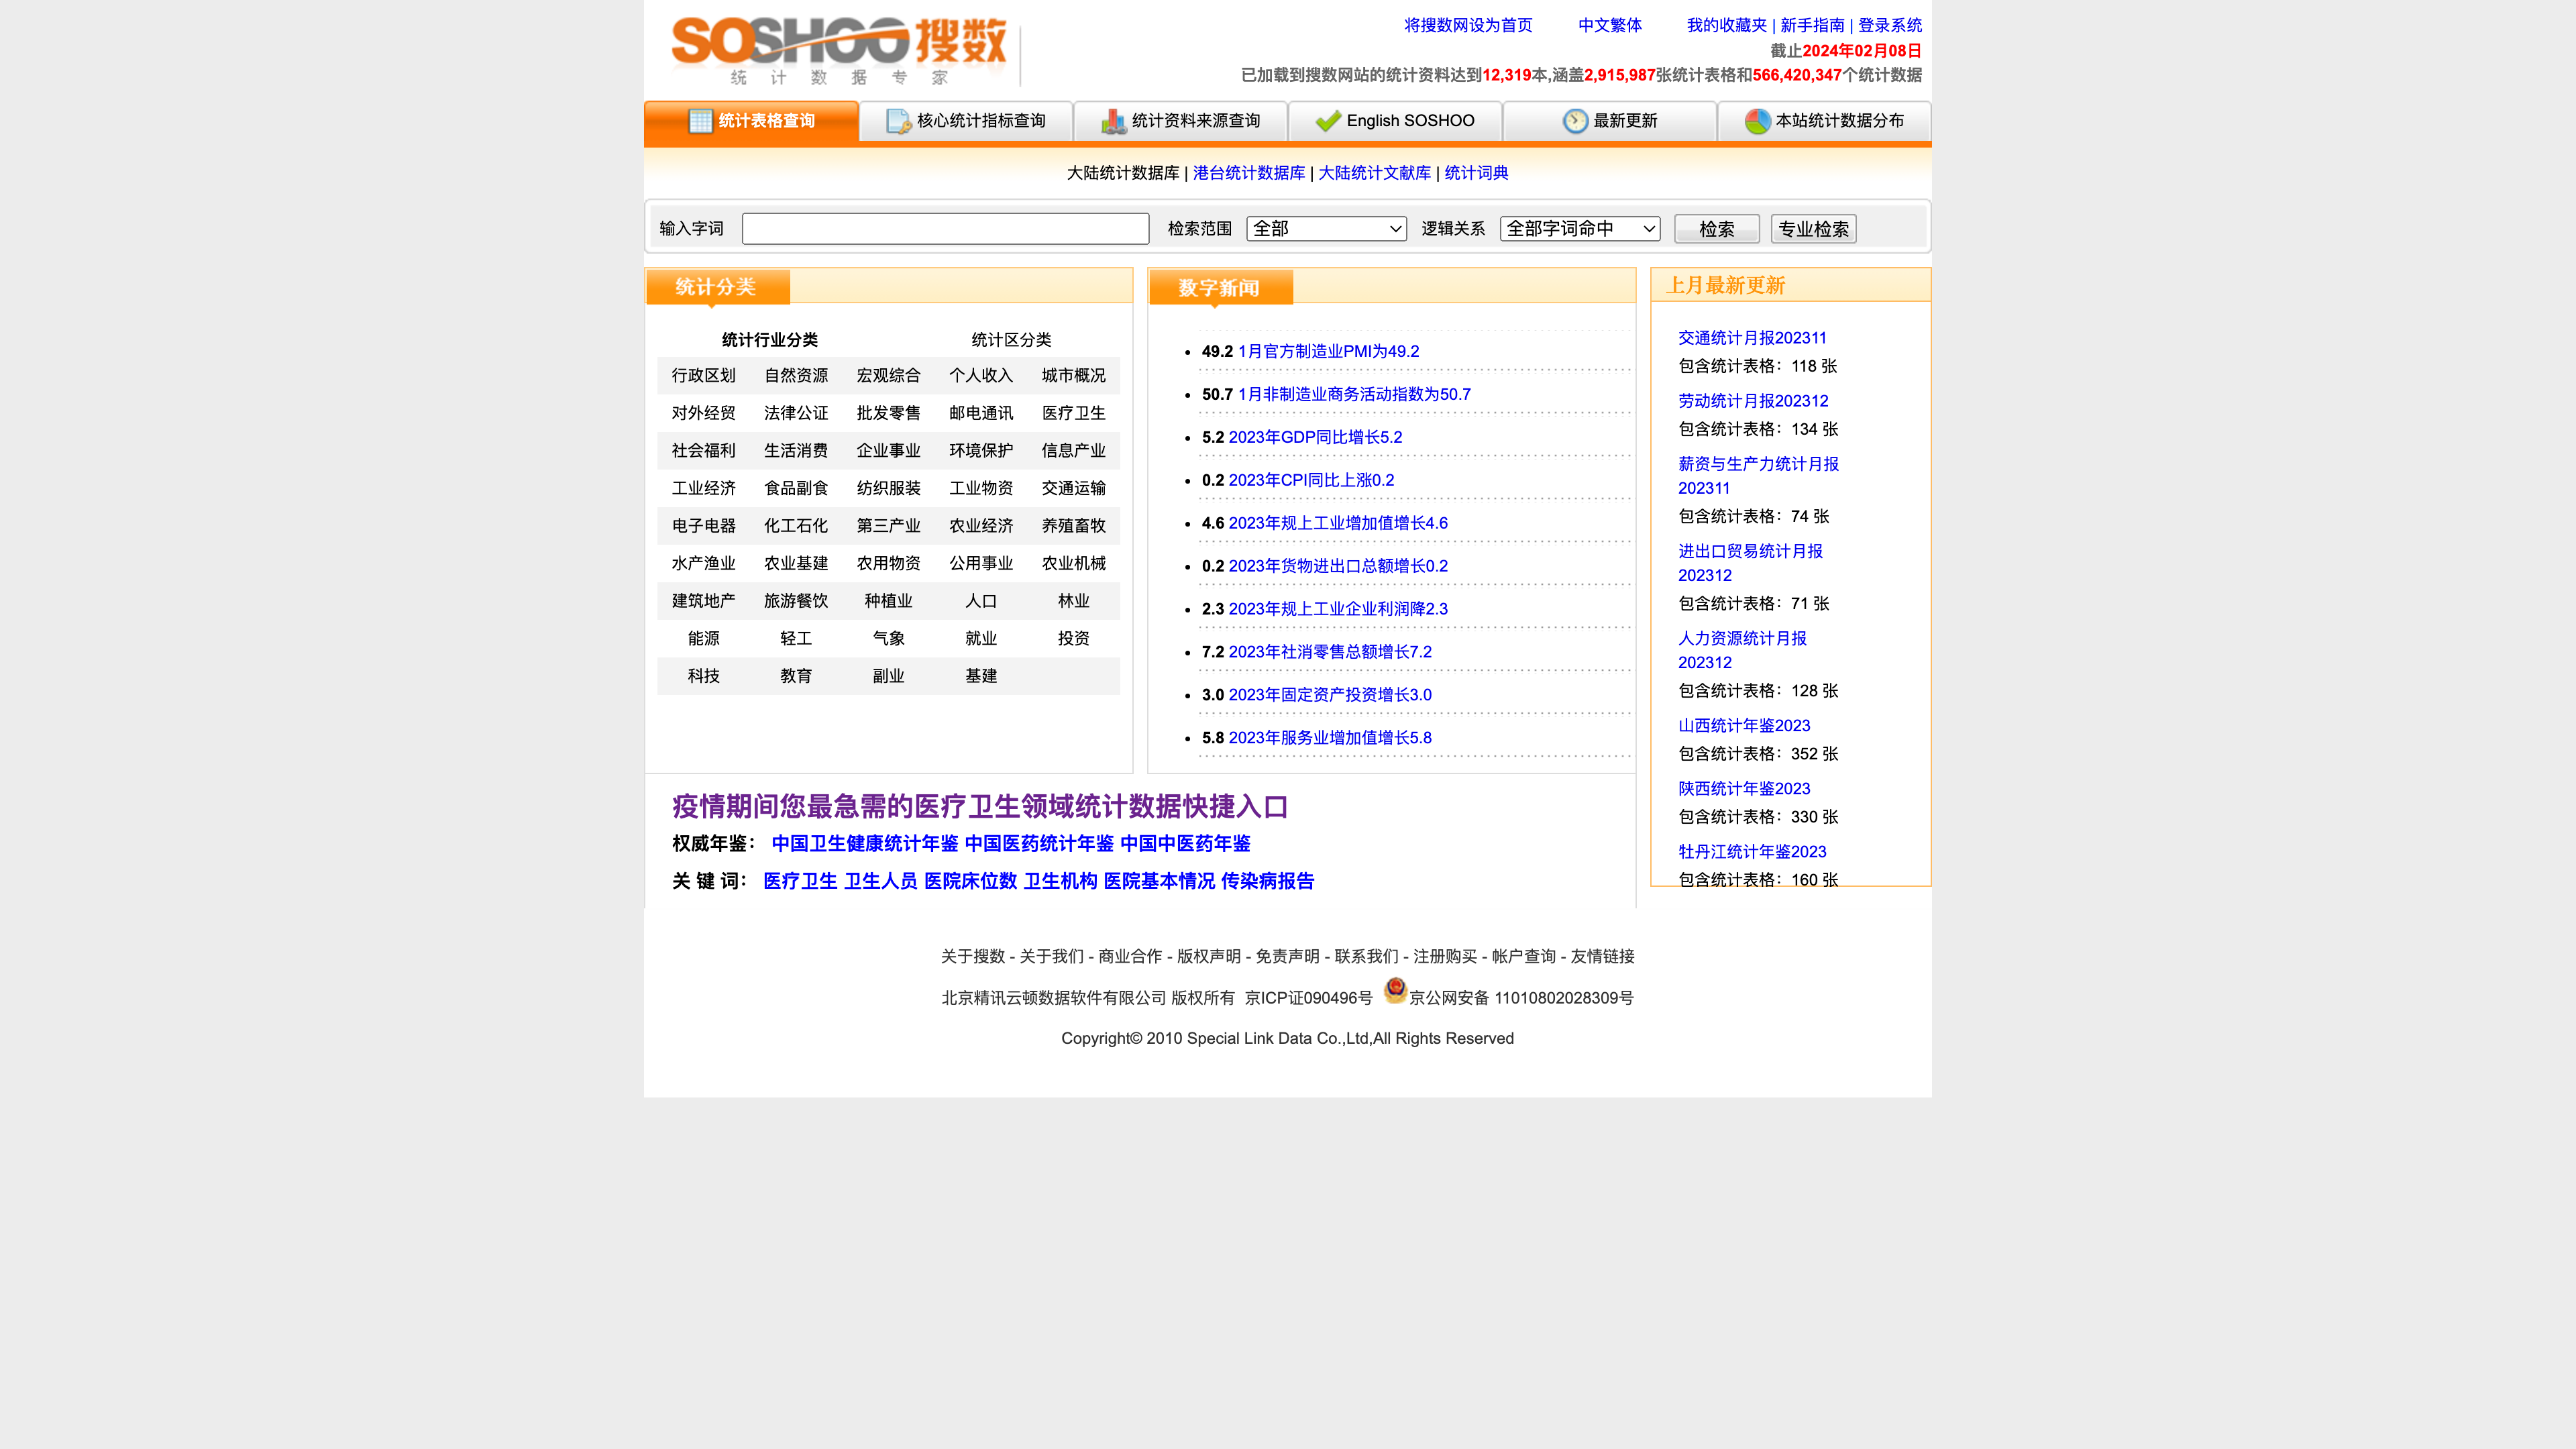 SOSHOO搜数
统 计 数 据 专 家
将搜数网设为首页 中文繁体 我的收藏夹 | 新手指南 | 登录系统
截止2024年02月08日
已加载到搜数网站的统计资料达到12,319本,涵盖2,915,987张统计表格和566,420,347个统计数据
统计表格查询 核心统计指标查询 统计资料来源查询 English SOSHOO 最新更新 本站统计数据分布
大陆统计数据库 | 港台统计数据库 | 大陆统计文献库 | 统计词典
输入字词 检索范围 全部 逻辑关系 全部字词命中 检索 专业检索
统计分类
统计行业分类 统计区分类
行政区划 自然资源 宏观综合 个人收入 城市概况
对外经贸 法律公证 批发零售 邮电通讯 医疗卫生
社会福利 生活消费 企业事业 环境保护 信息产业
工业经济 食品副食 纺织服装 工业物资 交通运输
电子电器 化工石化 第三产业 农业经济 养殖畜牧
水产渔业 农业基建 农用物资 公用事业 农业机械
建筑地产 旅游餐饮 种植业 人口 林业
能源 轻工 气象 就业 投资
科技 教育 副业 基建
数字新闻
• 49.2 1月官方制造业PMI为49.2
• 50.7 1月非制造业商务活动指数为50.7
• 5.2 2023年GDP同比增长5.2
• 0.2 2023年CPI同比上涨0.2
• 4.6 2023年规上工业增加值增长4.6
• 0.2 2023年货物进出口总额增长0.2
• 2.3 2023年规上工业企业利润降2.3
• 7.2 2023年社消零售总额增长7.2
• 3.0 2023年固定资产投资增长3.0
• 5.8 2023年服务业增加值增长5.8
上月最新更新
交通统计月报202311
包含统计表格：118 张
劳动统计月报202312
包含统计表格：134 张
薪资与生产力统计月报
202311
包含统计表格：74 张
进出口贸易统计月报
202312
包含统计表格：71 张
人力资源统计月报
202312
包含统计表格：128 张
山西统计年鉴2023
包含统计表格：352 张
陕西统计年鉴2023
包含统计表格：330 张
牡丹江统计年鉴2023
包含统计表格：160 张
疫情期间您最急需的医疗卫生领域统计数据快捷入口
权威年鉴： 中国卫生健康统计年鉴 中国医药统计年鉴 中国中医药年鉴
关 键 词： 医疗卫生 卫生人员 医院床位数 卫生机构 医院基本情况 传染病报告
关于搜数 - 关于我们 - 商业合作 - 版权声明 - 免责声明 - 联系我们 - 注册购买 - 帐户查询 - 友情链接
北京精讯云顿数据软件有限公司 版权所有 京ICP证090496号 京公网安备 11010802028309号
Copyright© 2010 Special Link Data Co.,Ltd,All Rights Reserved